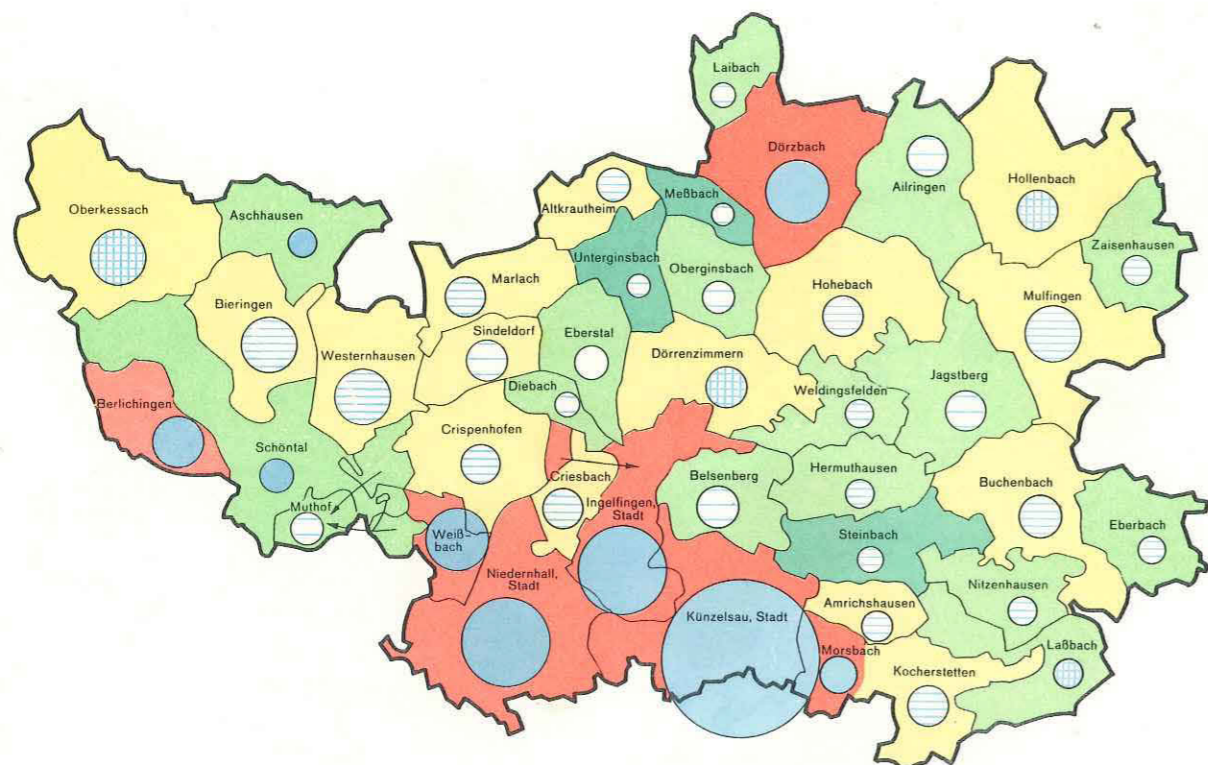 Laibach
Dörzbach
Ailringen
Hollenbach
Oberkessach
Aschhausen
Altkrautheim
Meßbach
Zaisenhausen
Unterginsbach
Oberginsbach
Marlach
Hohebach
Mulfingen
Bieringen
Sindeldorf
Eberstal
Westernhausen
Dörrenzimmern
Diebach
Weldingsfelden
Jagstberg
Berlichingen
Crispenhofen
Schöntal
Criesbach
Belsenberg
Hermuthausen
Buchenbach
Ingelfingen,
Stadt
Muthof
Weiß-
bach
Steinbach
Eberbach
Niedernhall,
Stadt
Nitzenhausen
Künzelsau, Stadt
Amrichshausen
Morsbach
Laßbach
Kocherstetten